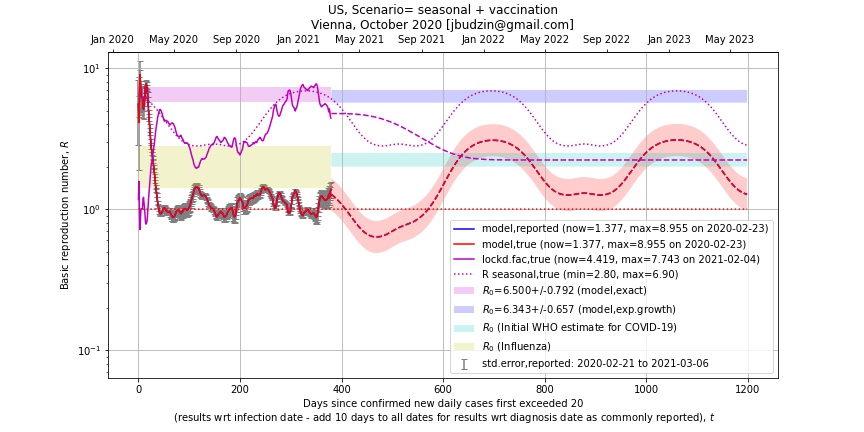 US, Scenario= seasonal + vaccination
Vienna, October 2020 [jbudzin@gmail.com]
Jan 2020 May 2020 Sep 2020 Jan 2021 May 2021 Sep 2021 Jan 2022 May 2022 Sep 2022 Jan 2023 May 2023
Basic reproduction number, R
10¹
10⁰
10⁻¹
model,reported (now=1.377, max=8.955 on 2020-02-23)
model,true (now=1.377, max=8.955 on 2020-02-23)
lockd.fac,true (now=4.419, max=7.743 on 2021-02-04)
R seasonal,true (min=2.80, max=6.90)
R₀=6.500+/-0.792 (model,exact)
R₀=6.343+/-0.657 (model,exp.growth)
R₀ (Initial WHO estimate for COVID-19)
R₀ (Influenza)
std.error,reported: 2020-02-21 to 2021-03-06
0 200 400 600 800 1000 1200
Days since confirmed new daily cases first exceeded 20
(results wrt infection date - add 10 days to all dates for results wrt diagnosis date as commonly reported), t